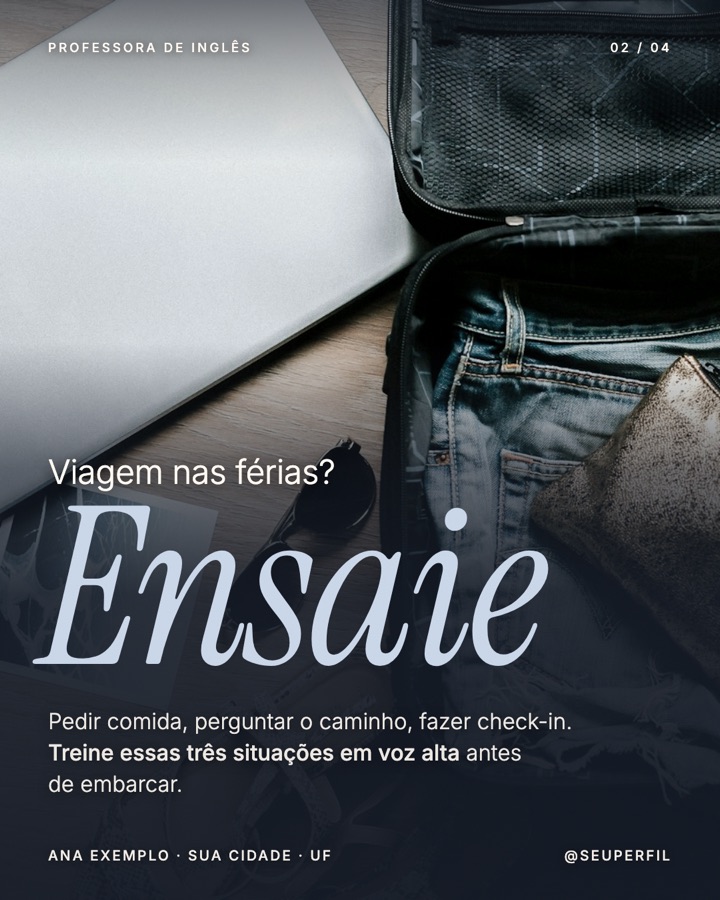 PROFESSORA DE INGLÊS
02 / 04
Viagem nas férias?
Ensaie
Pedir comida, perguntar o caminho, fazer check-in.
Treine essas três situações em voz alta antes
de embarcar.
ANA EXEMPLO · SUA CIDADE · UF
@SEUPERFIL